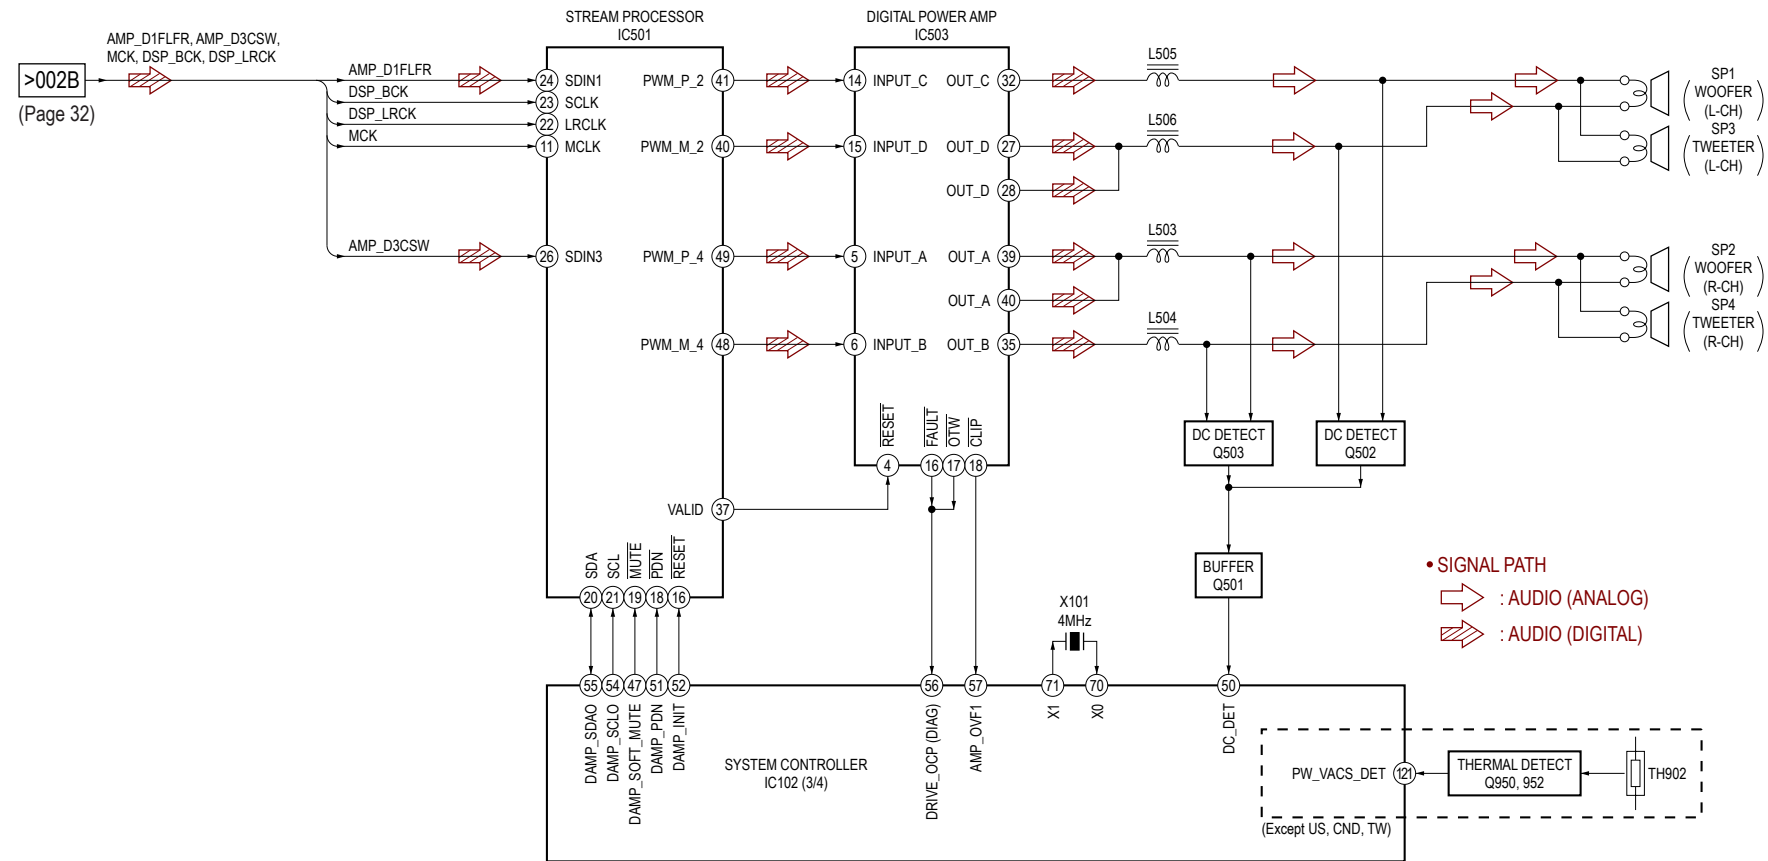 STREAM PROCESSOR
IC501
DIGITAL POWER AMP
IC503
AMP_D1FLFR, AMP_D3CSW,
MCK, DSP_BCK, DSP_LRCK
>002B
(Page 32)
AMP_D1FLFR
DSP_BCK
DSP_LRCK
MCK
AMP_D3CSW
24 SDIN1
23 SCLK
22 LRCLK
11 MCLK
26 SDIN3
PWM_P_2 41
PWM_M_2 40
PWM_P_4 49
PWM_M_4 48
VALID 37
14 INPUT_C
15 INPUT_D
5 INPUT_A
6 INPUT_B
OUT_C 32
OUT_D 27
OUT_D 28
OUT_A 39
OUT_A 40
OUT_B 35
L505
L506
L503
L504
SP1
WOOFER
(L-CH)
SP3
TWEETER
(L-CH)
SP2
WOOFER
(R-CH)
SP4
TWEETER
(R-CH)
RESET
4
FAULT
16
OTW
17
CLIP
18
DC DETECT
Q503
DC DETECT
Q502
BUFFER
Q501
SDA
20
SCL
21
MUTE
19
PDN
18
RESET
16
X101
4MHz
• SIGNAL PATH
: AUDIO (ANALOG)
: AUDIO (DIGITAL)
55
DAMP_SDAO
54
DAMP_SCLO
47
DAMP_SOFT_MUTE
51
DAMP_PDN
52
DAMP_INIT
56
DRIVE_OCP (DIAG)
57
AMP_OVF1
71
X1
70
X0
50
DC_DET
SYSTEM CONTROLLER
IC102 (3/4)
PW_VACS_DET 121
THERMAL DETECT
Q950, 952
TH902
(Except US, CND, TW)